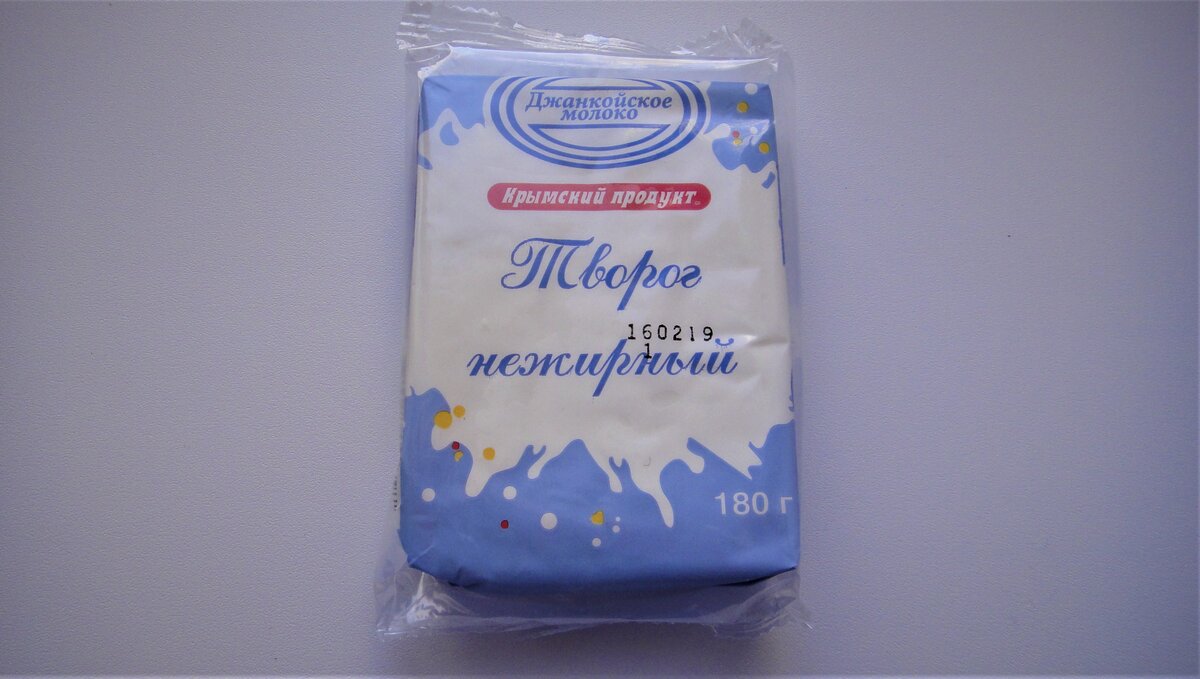 Джанкойское
молоко
Крымский продукт
Творог
160219
1
нежирный
180 г